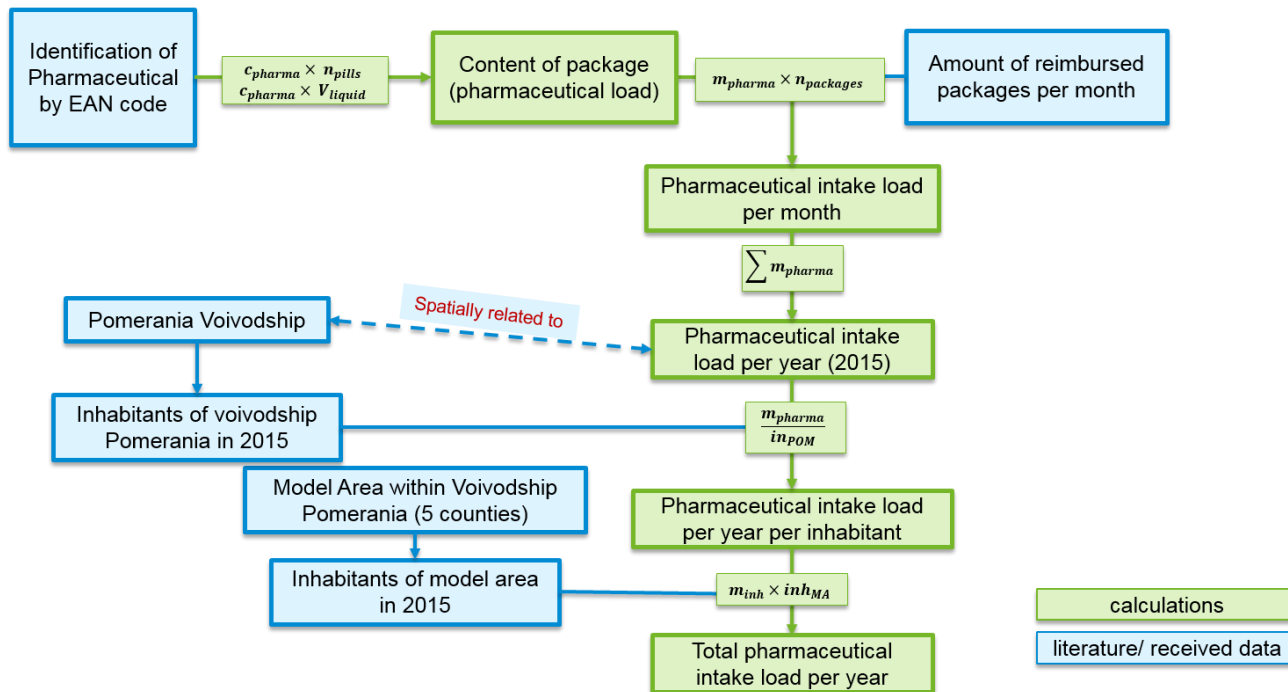 Identification of
Pharmaceutical
by EAN code
c_pharma × n_pills
c_pharma × V_liquid
Content of package
(pharmaceutical load)
m_pharma × n_packages
Amount of reimbursed
packages per month
Pharmaceutical intake load
per month
∑ m_pharma
Spatially related to
Pomerania Voivodship
Pharmaceutical intake
load per year (2015)
Inhabitants of voivodship
Pomerania in 2015
m_pharma
in_POM
Model Area within Voivodship
Pomerania (5 counties)
Pharmaceutical intake load
per year per inhabitant
Inhabitants of model area
in 2015
m_inh × inh_MA
Total pharmaceutical
intake load per year
calculations
literature/ received data